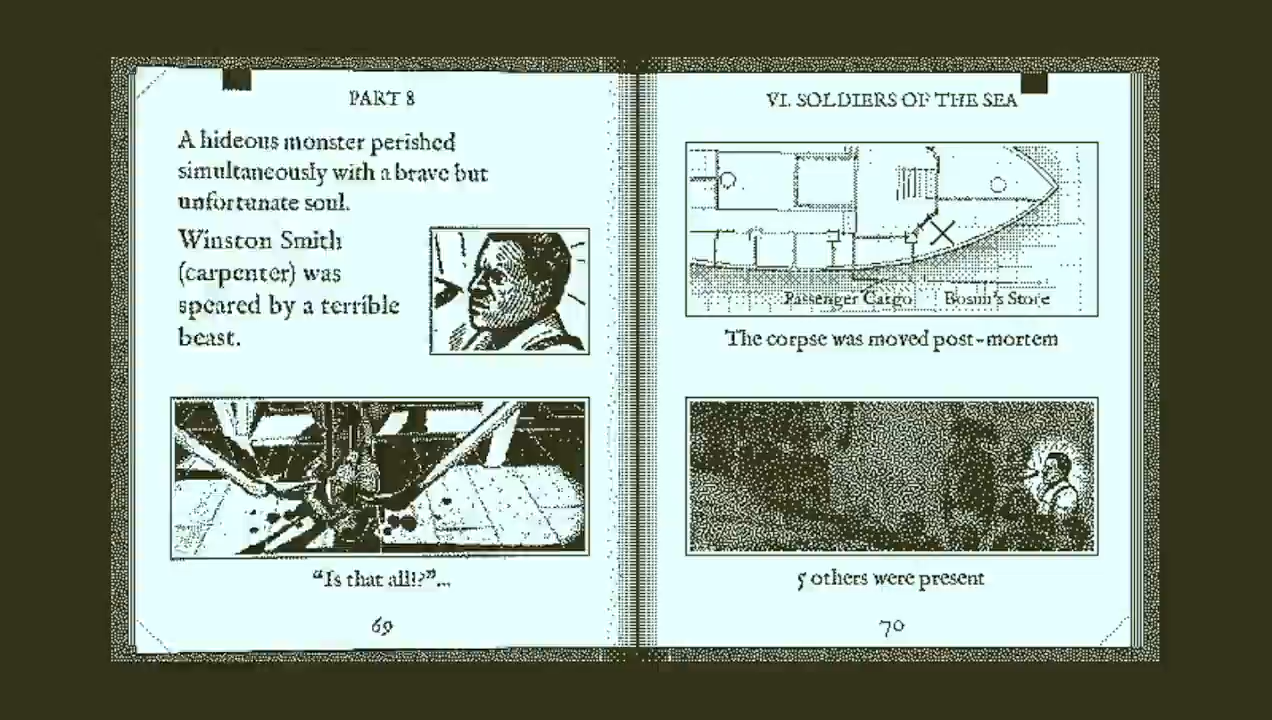 PART 8
A hideous monster perished
simultaneously with a brave but
unfortunate soul.
Winston Smith
(carpenter) was
speared by a terrible
beast.
"Is that all!?"...
69
VI. SOLDIERS OF THE SEA
Passenger Cargo
Bosun's Store
The corpse was moved post-mortem
5 others were present
70